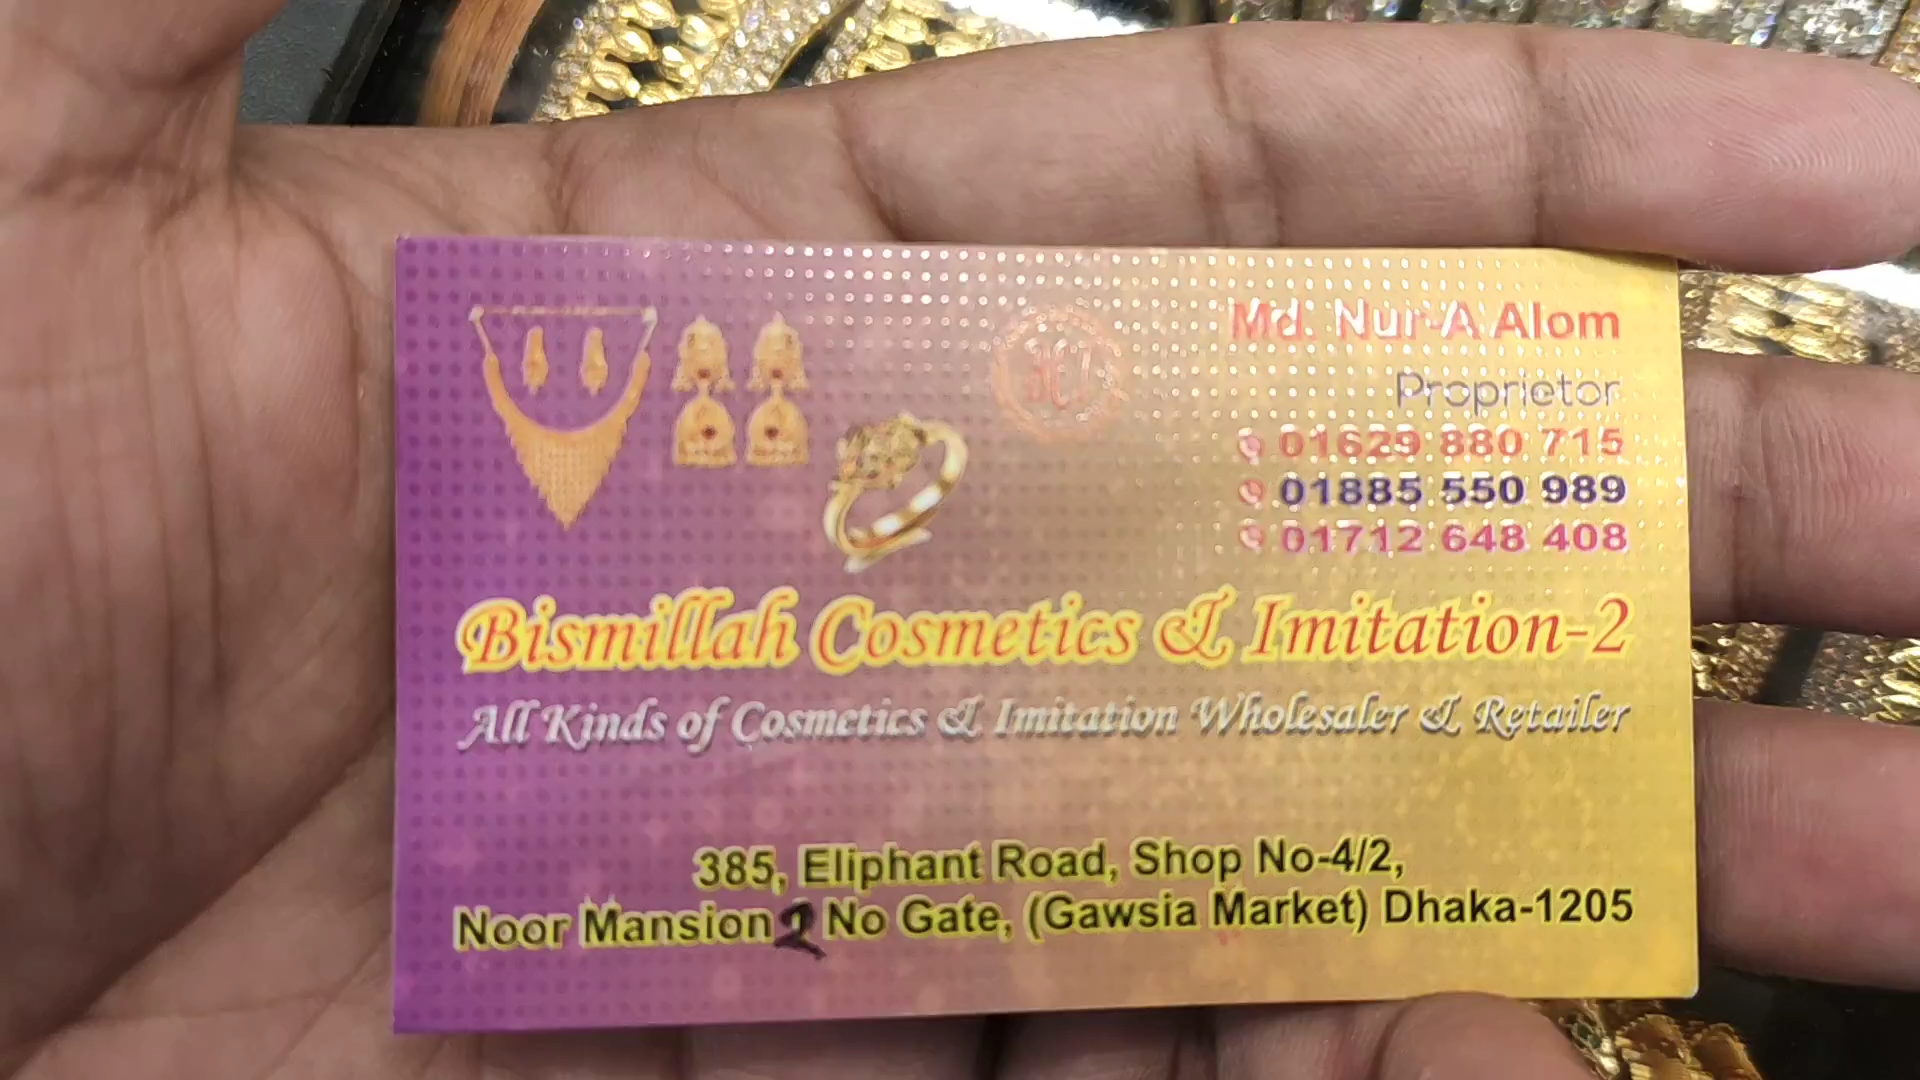 Md. Nur-A Alom
Proprietor
01629 880 715
01885 550 989
01712 648 408
Bismillah Cosmetics & Imitation-2
All Kinds of Cosmetics & Imitation Wholesaler & Retailer
385, Eliphant Road, Shop No-4/2,
Noor Mansion 2 No Gate, (Gawsia Market) Dhaka-1205